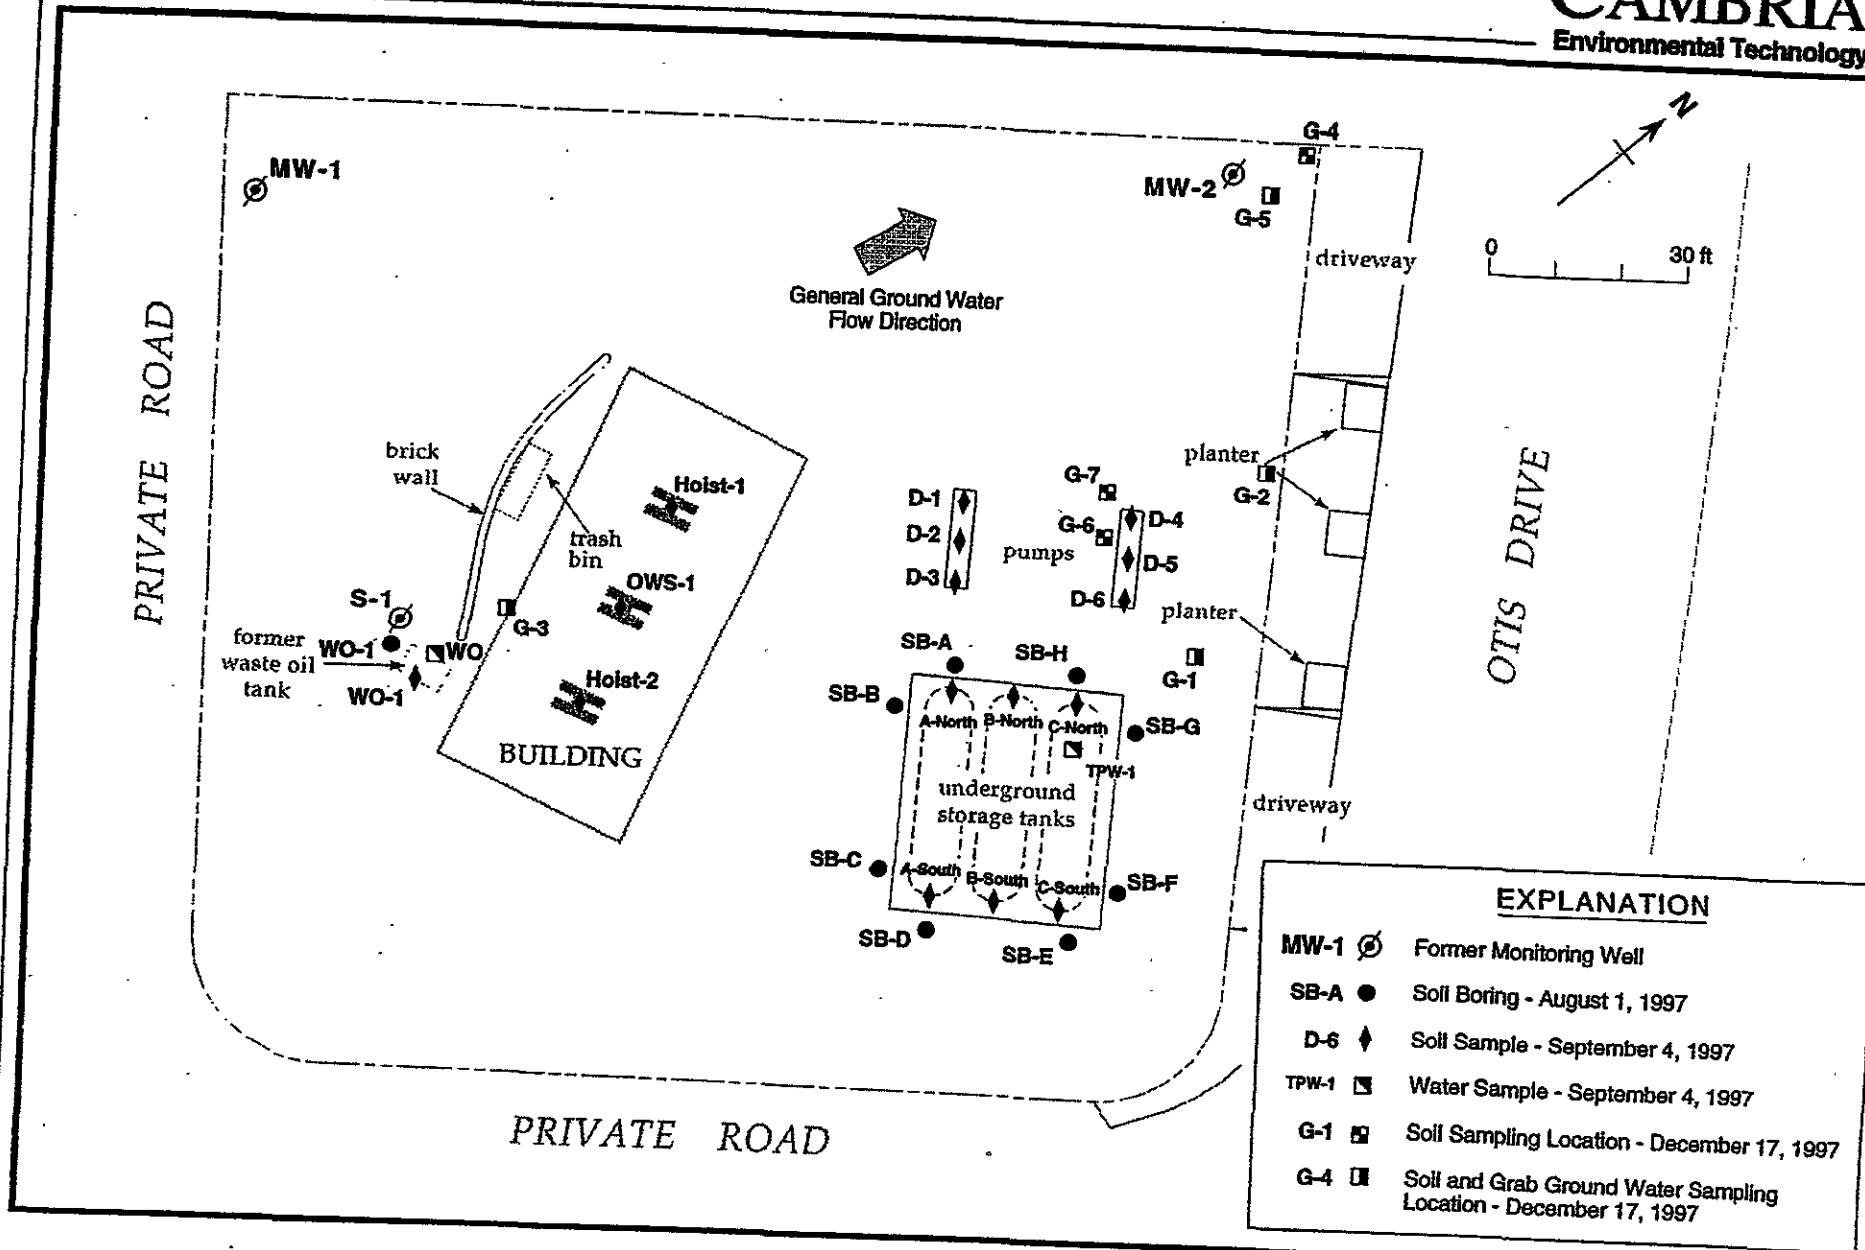 CAMBRIA
Environmental Technology
N
G-4
MW-1
MW-2
G-5
driveway
0 30 ft
General Ground Water
Flow Direction
PRIVATE ROAD
brick
wall
Hoist-1
trash
bin
OWS-1
S-1
G-3
former
waste oil
tank
WO-1
WO
WO-1
Hoist-2
BUILDING
D-1
D-2
D-3
pumps
G-7
G-6
D-4
D-5
D-6
planter
G-2
planter
OTIS DRIVE
SB-A
SB-H
G-1
SB-B
SB-G
A-North
B-North
C-North
TPW-1
underground
storage tanks
driveway
SB-C
A-South
B-South
C-South
SB-F
SB-D
SB-E
PRIVATE ROAD
EXPLANATION
MW-1 Former Monitoring Well
SB-A Soil Boring - August 1, 1997
D-6 Soil Sample - September 4, 1997
TPW-1 Water Sample - September 4, 1997
G-1 Soil Sampling Location - December 17, 1997
G-4 Soil and Grab Ground Water Sampling
Location - December 17, 1997